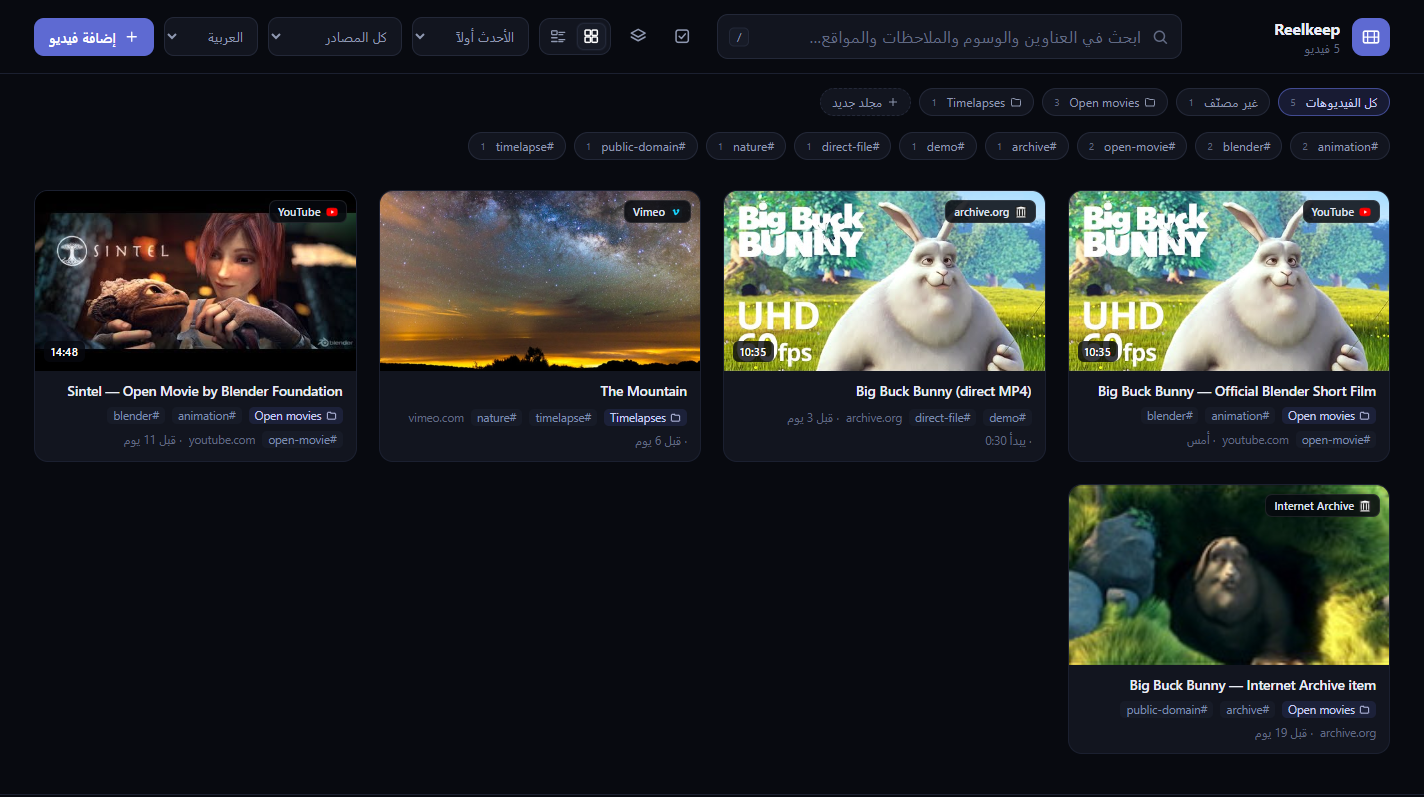 Reelkeep
5 فيديو
ابحث في العناوين والوسوم والملاحظات والمواقع...
/
الأحدث أولاً
كل المصادر
العربية
+ إضافة فيديو
كل الفيديوهات 5
غير مصنّف 1
Open movies 3
Timelapses 1
+ مجلد جديد
#animation 2
#blender 2
#open-movie 2
#archive 1
#demo 1
#direct-file 1
#nature 1
#public-domain 1
#timelapse 1
YouTube
Big Buck
BUNNY
UHD
60fps
10:35
Big Buck Bunny — Official Blender Short Film
Open movies #animation #blender
#open-movie youtube.com · أمس
archive.org
Big Buck
BUNNY
UHD
60fps
10:35
Big Buck Bunny (direct MP4)
#demo #direct-file archive.org · قبل 3 يوم
· يبدأ 0:30
Vimeo
The Mountain
Timelapses #timelapse #nature vimeo.com
· قبل 6 يوم
YouTube
SINTEL
blender
14:48
Sintel — Open Movie by Blender Foundation
Open movies #animation #blender
#open-movie youtube.com · قبل 11 يوم
Internet Archive
Big Buck Bunny — Internet Archive item
Open movies #archive #public-domain
archive.org · قبل 19 يوم